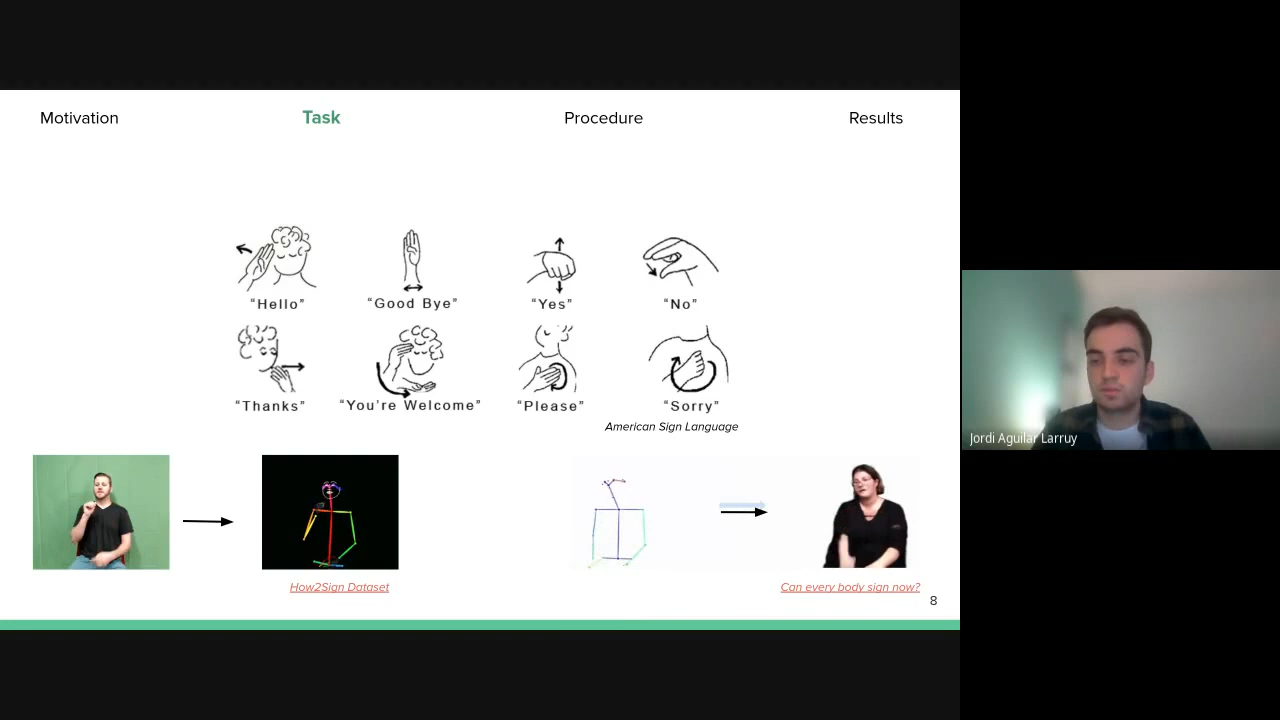 Motivation
Task
Procedure
Results
“Hello”
“Good Bye”
“Yes”
“No”
“Thanks”
“You're Welcome”
“Please”
“Sorry”
American Sign Language
How2Sign Dataset
Can every body sign now?
8
Jordi Aguilar Larruy